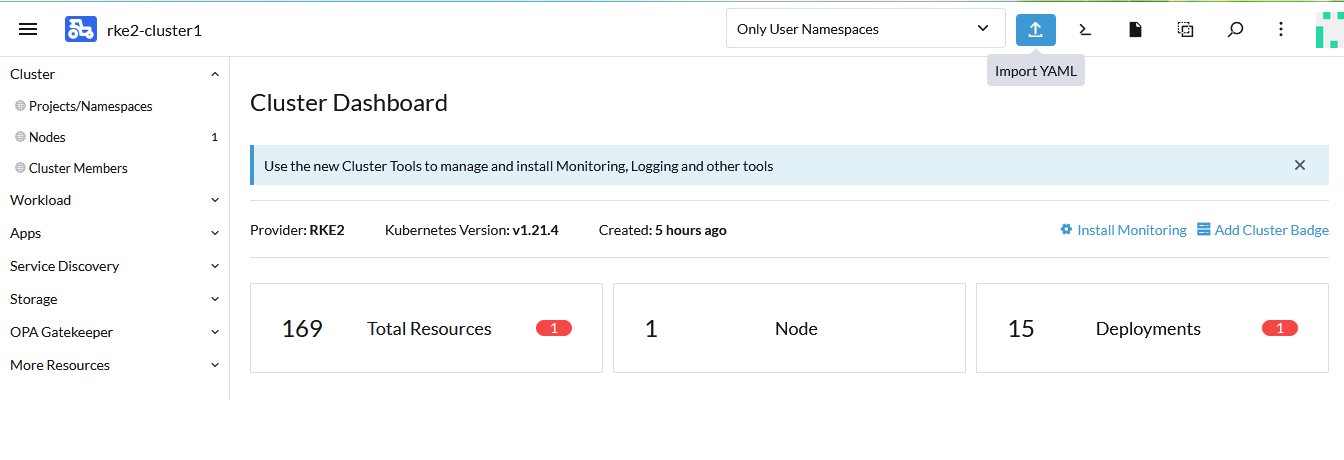 rke2-cluster1
Only User Namespaces
Import YAML
Cluster
Projects/Namespaces
Nodes 1
Cluster Members
Workload
Apps
Service Discovery
Storage
OPA Gatekeeper
More Resources
Cluster Dashboard
Use the new Cluster Tools to manage and install Monitoring, Logging and other tools
Provider: RKE2 Kubernetes Version: v1.21.4 Created: 5 hours ago Install Monitoring Add Cluster Badge
169 Total Resources 1
1 Node
15 Deployments 1